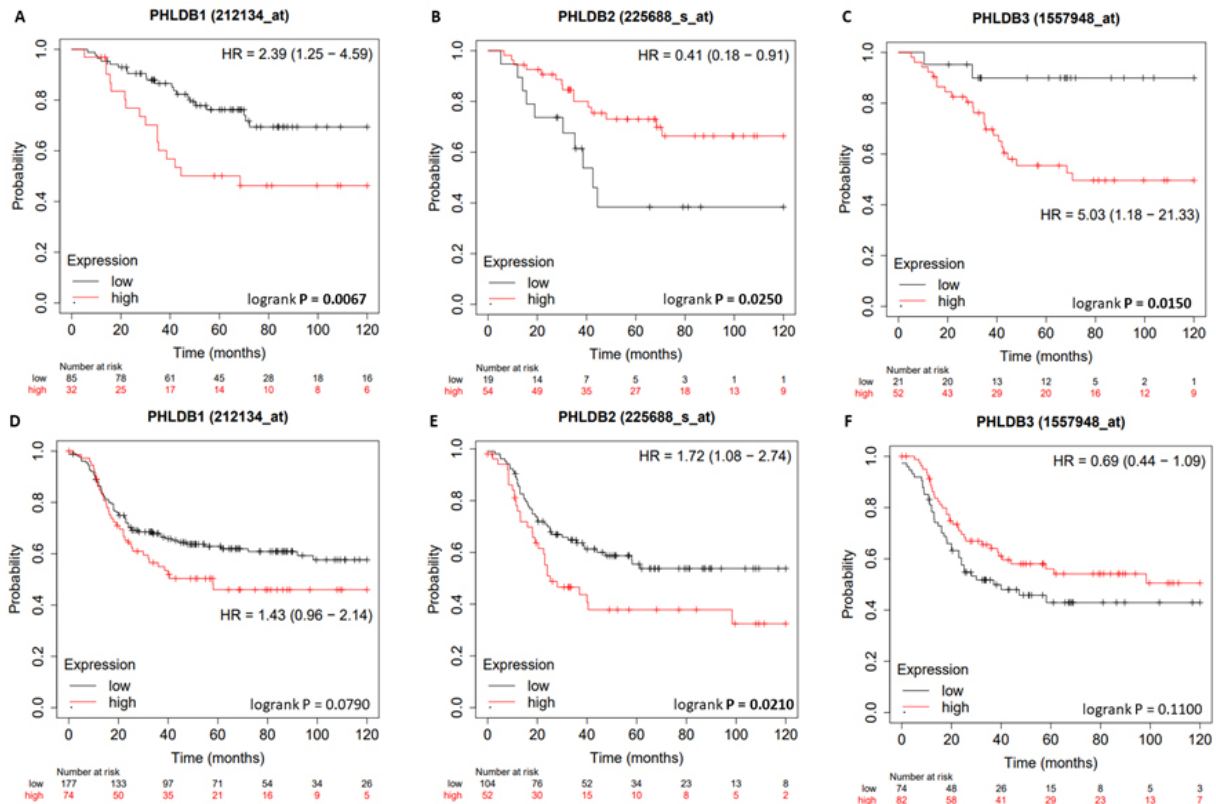 A
PHLDB1 (212134_at)
HR = 2.39 (1.25 − 4.59)
Probability
1.0
0.8
0.6
0.4
0.2
0.0
Expression
low
high
logrank P = 0.0067
0 20 40 60 80 100 120
Time (months)
Number at risk
low 85 78 61 45 28 18 16
high 32 25 17 14 10 8 6
B
PHLDB2 (225688_s_at)
HR = 0.41 (0.18 − 0.91)
Probability
1.0
0.8
0.6
0.4
0.2
0.0
Expression
low
high
logrank P = 0.0250
0 20 40 60 80 100 120
Time (months)
Number at risk
low 19 14 7 5 3 1 1
high 54 49 35 27 18 13 9
C
PHLDB3 (1557948_at)
Probability
1.0
0.8
0.6
0.4
0.2
0.0
HR = 5.03 (1.18 − 21.33)
Expression
low
high
logrank P = 0.0150
0 20 40 60 80 100 120
Time (months)
Number at risk
low 21 20 13 12 5 2 1
high 52 43 29 20 16 12 9
D
PHLDB1 (212134_at)
Probability
1.0
0.8
0.6
0.4
0.2
0.0
HR = 1.43 (0.96 − 2.14)
Expression
low
high
logrank P = 0.0790
0 20 40 60 80 100 120
Time (months)
Number at risk
low 177 133 97 71 54 34 26
high 74 50 35 21 16 9 5
E
PHLDB2 (225688_s_at)
HR = 1.72 (1.08 − 2.74)
Probability
1.0
0.8
0.6
0.4
0.2
0.0
Expression
low
high
logrank P = 0.0210
0 20 40 60 80 100 120
Time (months)
Number at risk
low 104 76 52 34 23 13 8
high 52 30 15 10 8 5 2
F
PHLDB3 (1557948_at)
HR = 0.69 (0.44 − 1.09)
Probability
1.0
0.8
0.6
0.4
0.2
0.0
Expression
low
high
logrank P = 0.1100
0 20 40 60 80 100 120
Time (months)
Number at risk
low 74 48 26 15 8 5 3
high 82 58 41 29 23 13 7